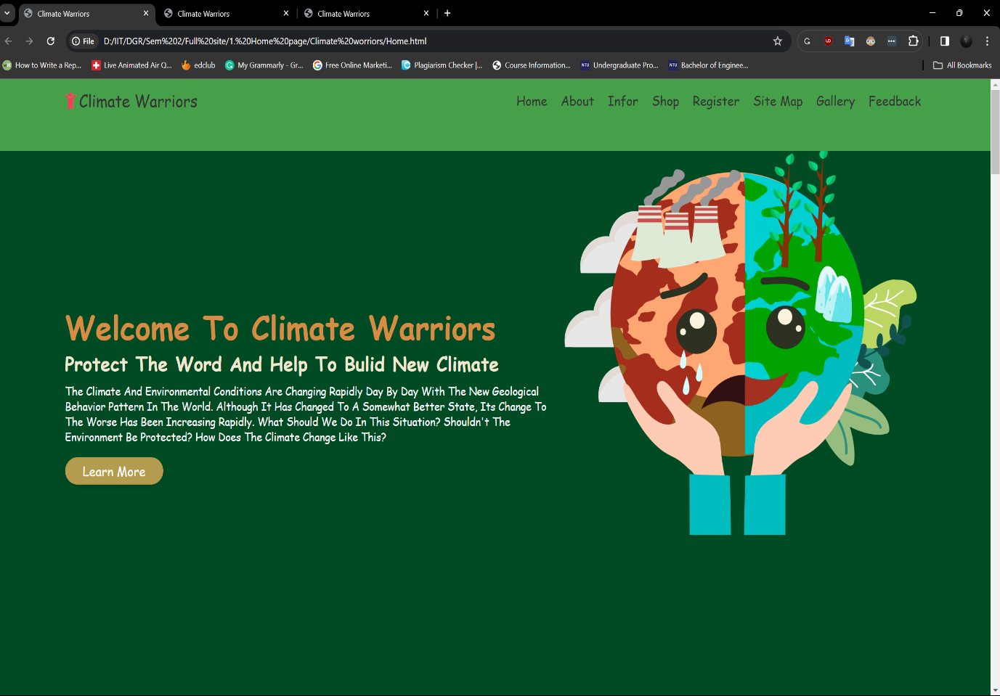 Climate Warriors
Climate Warriors
Climate Warriors
File D:/IIT/DGR/Sem%202/Full%20site/1.%20Home%20page/Climate%20worriors/Home.html
How to Write a Rep... Live Animated Air Q... edclub My Grammarly - Gr... Free Online Marketi... Plagiarism Checker |... Course Information... NTU Undergraduate Pro... NTU Bachelor of Enginee... All Bookmarks
Climate Warriors
Home About Infor Shop Register Site Map Gallery Feedback
Welcome To Climate Warriors
Protect The Word And Help To Bulid New Climate
The Climate And Environmental Conditions Are Changing Rapidly Day By Day With The New Geological
Behavior Pattern In The World. Although It Has Changed To A Somewhat Better State, Its Change To
The Worse Has Been Increasing Rapidly. What Should We Do In This Situation? Shouldn't The
Environment Be Protected? How Does The Climate Change Like This?
Learn More